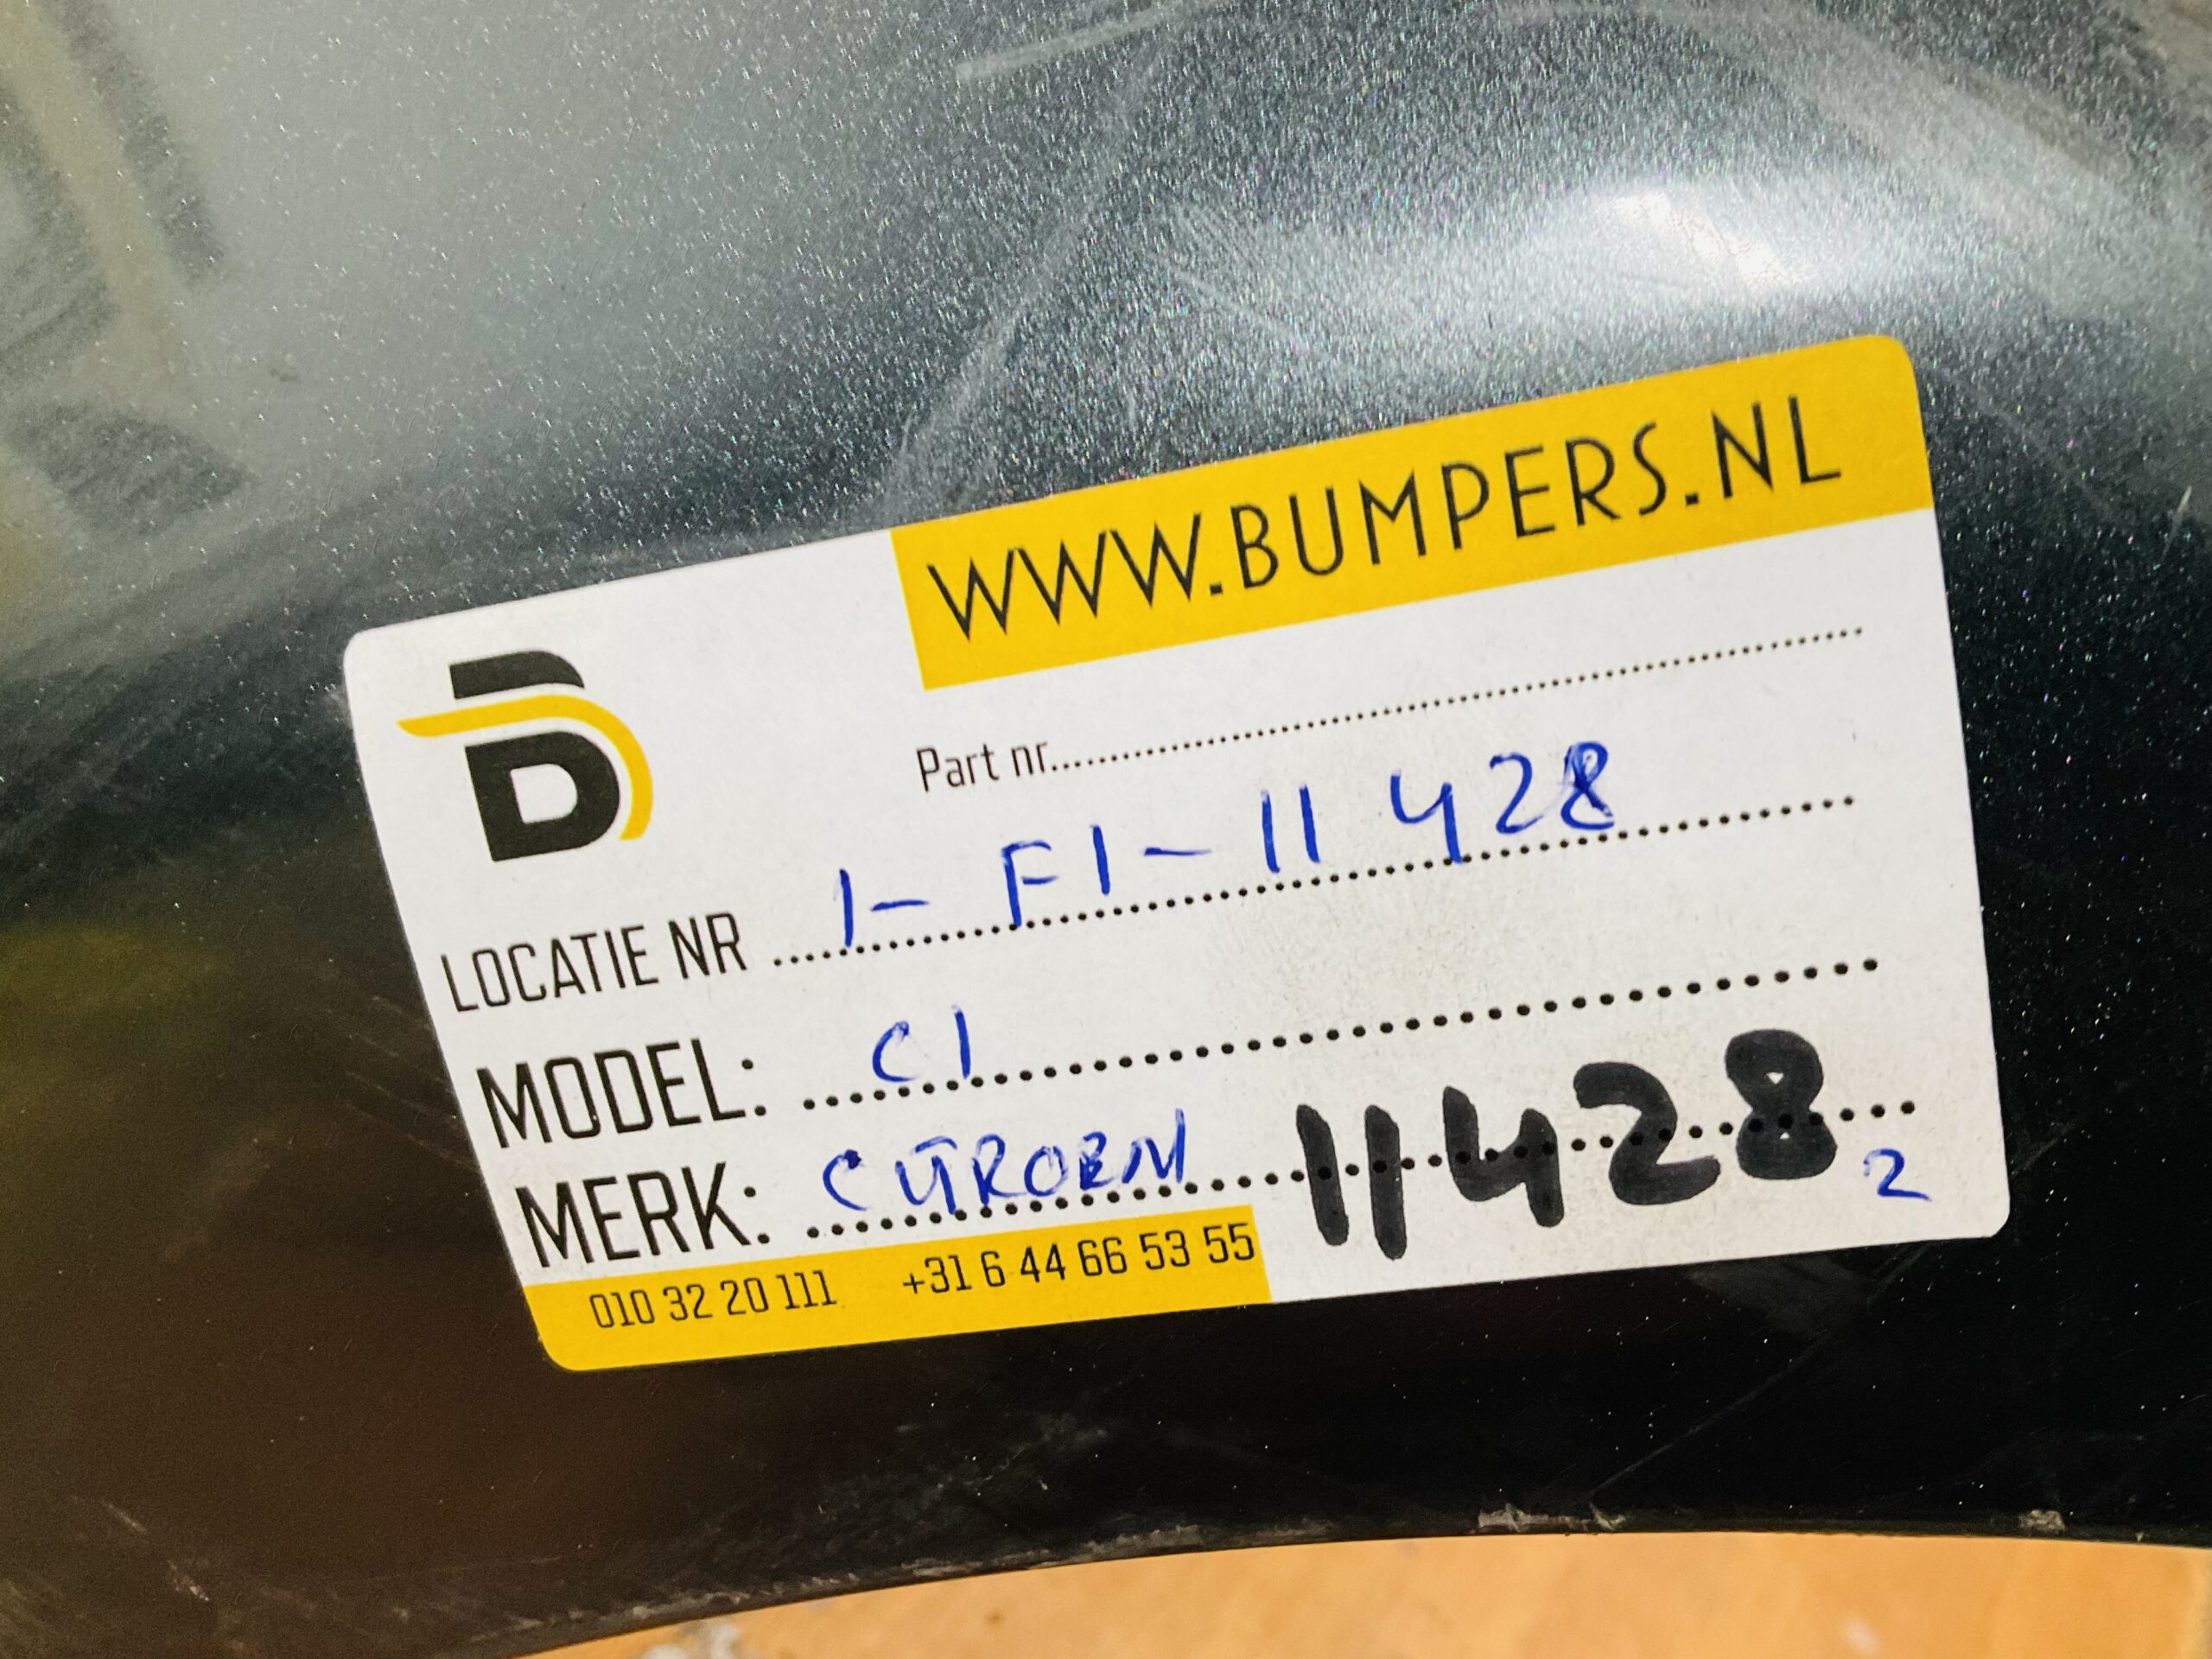 WWW.BUMPERS.NL
B
Part nr.
LOCATIE NR 1-F1-11428
MODEL: C1
MERK: CITROEN 11428 2
010 32 20 111 +31 6 44 66 53 55